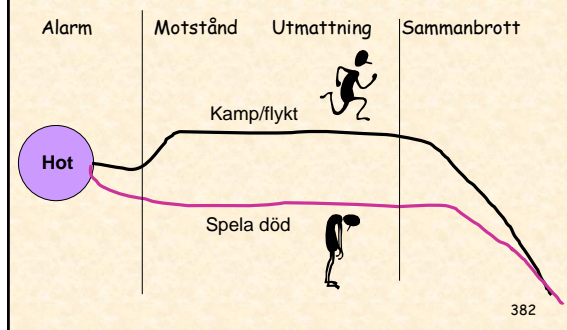 Alarm Motstånd Utmattning Sammanbrott
Kamp/flykt
Hot
Spela död
382